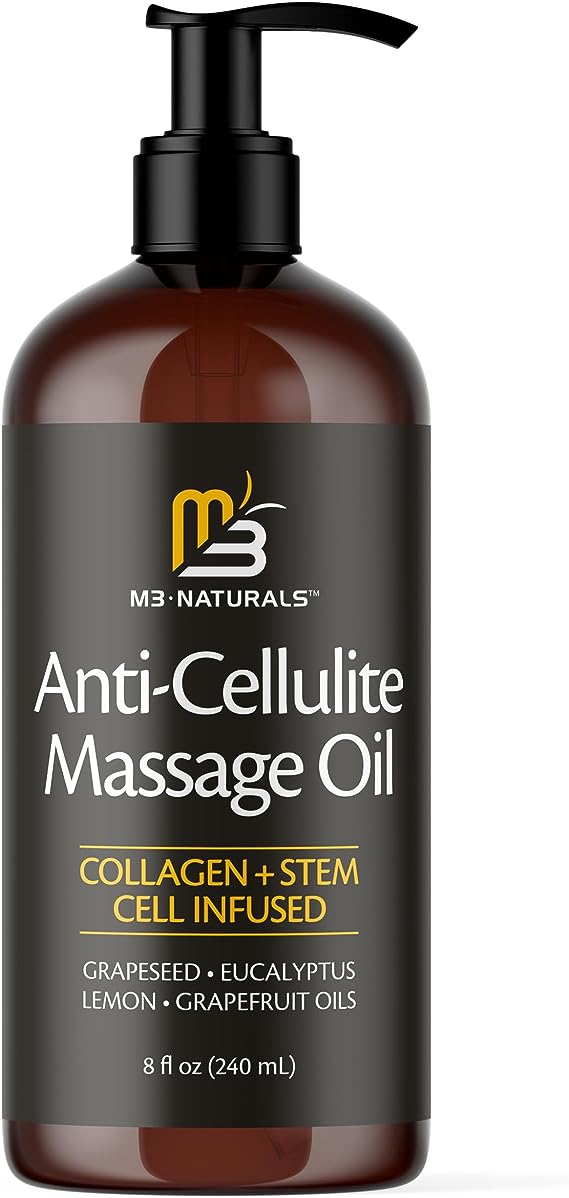 M3
M3·NATURALS™
Anti-Cellulite
Massage Oil
COLLAGEN + STEM
CELL INFUSED
GRAPESEED • EUCALYPTUS
LEMON • GRAPEFRUIT OILS
8 fl oz (240 mL)